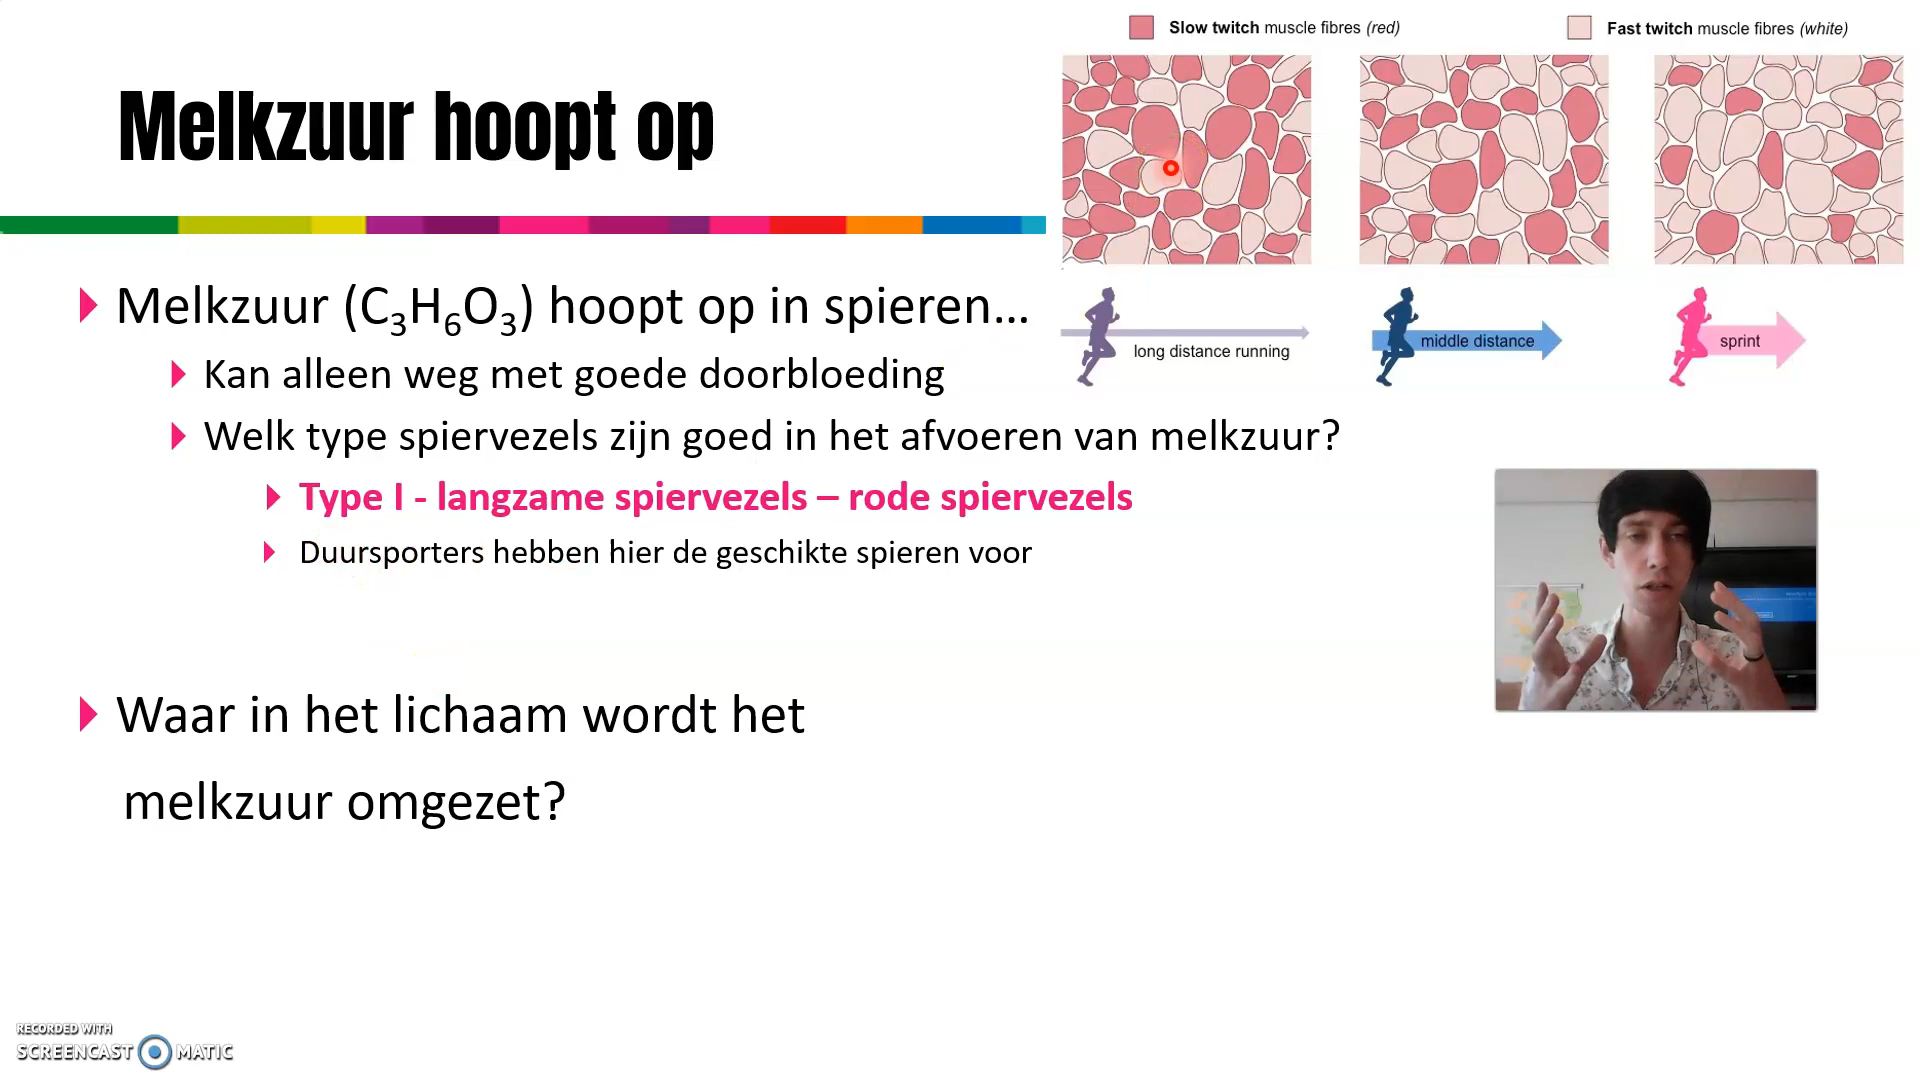 Slow twitch muscle fibres (red)
Fast twitch muscle fibres (white)
Melkzuur hoopt op
long distance running
middle distance
sprint
Melkzuur (C₃H₆O₃) hoopt op in spieren...
Kan alleen weg met goede doorbloeding
Welk type spiervezels zijn goed in het afvoeren van melkzuur?
Type I - langzame spiervezels – rode spiervezels
Duursporters hebben hier de geschikte spieren voor
Waar in het lichaam wordt het
melkzuur omgezet?
RECORDED WITH
SCREENCAST MATIC